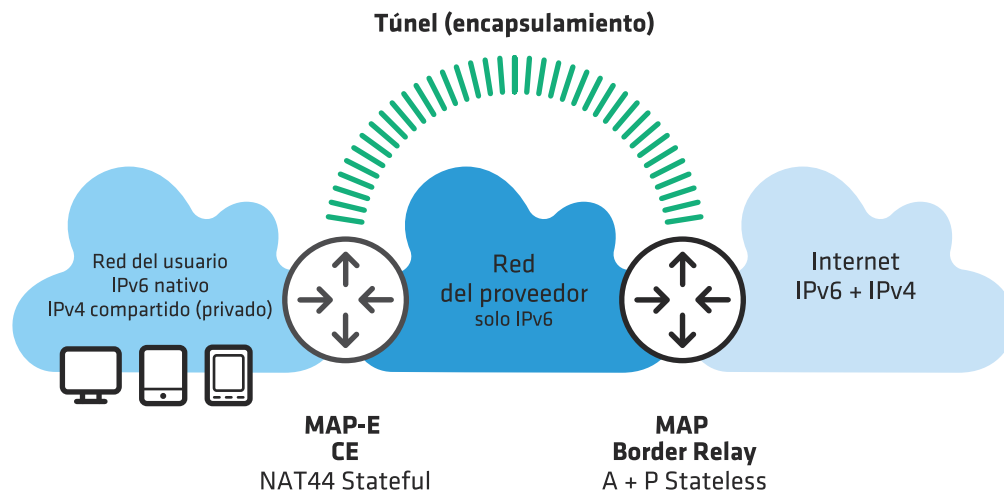 Túnel (encapsulamiento)
Red del usuario
IPv6 nativo
IPv4 compartido (privado)
Red
del proveedor
solo IPv6
Internet
IPv6 + IPv4
MAP-E
CE
NAT44 Stateful
MAP
Border Relay
A + P Stateless